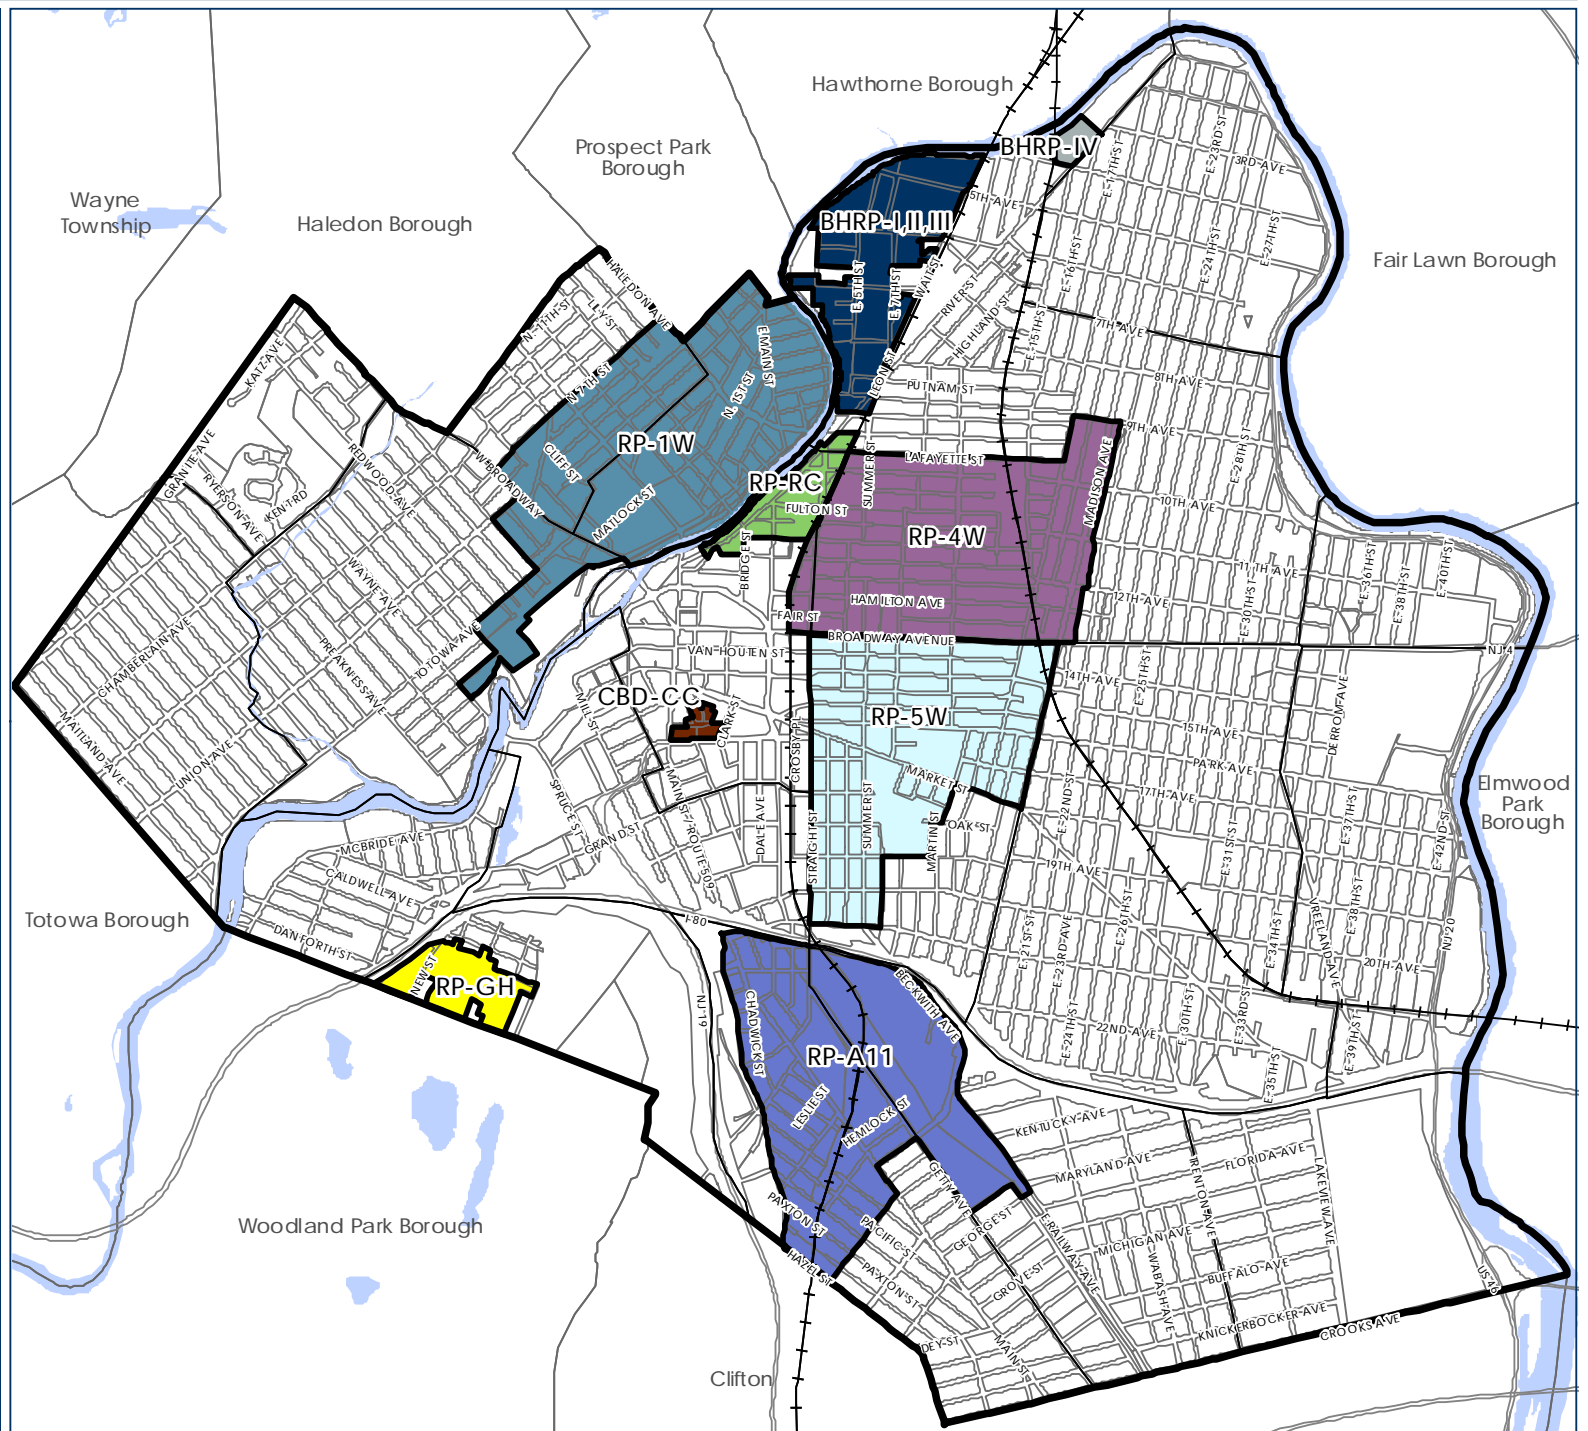 Hawthorne Borough
Prospect Park
Borough
Wayne
Township
Haledon Borough
Fair Lawn Borough
Elmwood
Park
Borough
Totowa Borough
Woodland Park Borough
Clifton
BHRP-IV
BHRP-I,II,III
RP-1W
RP-RC
RP-4W
CBD-CC
RP-5W
RP-GH
RP-A11
E. 23RD ST
3RD AVE
E. 17TH ST
5TH AVE
E. 27TH ST
E. 24TH ST
E. 16TH ST
WAIT ST
E. 5TH ST
E. 7TH ST
RIVER ST
HIGHLAND ST
E. 15TH ST
7TH AVE
8TH AVE
HALEDON AVE
LILY ST
N. 11TH ST
E MAIN ST
N. 1ST ST
N 7TH ST
LEON ST
PUTNAM ST
KATZ AVE
9TH AVE
E. 28TH ST
GRANITE AVE
RYERSON AVE
KENT RD
REDWOOD AVE
W. BROADWAY
CLIFF ST
MATLOCK ST
SUMMER ST
LAFAYETTE ST
MADISON AVE
10TH AVE
FULTON ST
BRIDGE ST
11TH AVE
E. 36TH ST
E. 38TH ST
E. 40TH ST
WAYNE AVE
HAMILTON AVE
12TH AVE
E. 30TH ST
FAIR ST
BROADWAY AVENUE
NJ 4
CHAMBERLAIN AVE
PREAKNESS AVE
TOTOWA AVE
VAN HOUTEN ST
14TH AVE
E. 25TH ST
MAITLAND AVE
UNION AVE
MILL ST
CLARK ST
CROSBY PL
15TH AVE
DERROM AVE
PARK AVE
MARKET ST
17TH AVE
SPRUCE ST
MAIN ST / ROUTE 509
DALE AVE
STRAIGHT ST
SUMMER ST
OAK ST
MARTIN ST
E. 22ND ST
E. 37TH ST
E. 42ND ST
MCBRIDE AVE
GRAND ST
19TH AVE
E. 31ST ST
CALDWELL AVE
I-80
E. 21ST ST
E. 23RD AVE
E. 26TH ST
E. 34TH ST
VREELAND AVE
E. 38TH ST
NJ 20
DANFORTH ST
20TH AVE
NEW ST
NJ 19
CHADWICK ST
BECKWITH AVE
E. 24TH ST
22ND AVE
E. 30TH ST
E. 33RD ST
E. 39TH ST
E. 35TH ST
LESLIE ST
HEMLOCK ST
KENTUCKY AVE
MARYLAND AVE
FLORIDA AVE
TRENTON AVE
LAKEVIEW AVE
GETTY AVE
GEORGE ST
E RAILWAY AVE
PAXTON ST
PACIFIC ST
MICHIGAN AVE
WABASH AVE
BUFFALO AVE
HAZEL ST
PAXTON ST
GROVE ST
US 46
DEY ST
MAIN ST
KNICKERBOCKER AVE
CROOKS AVE